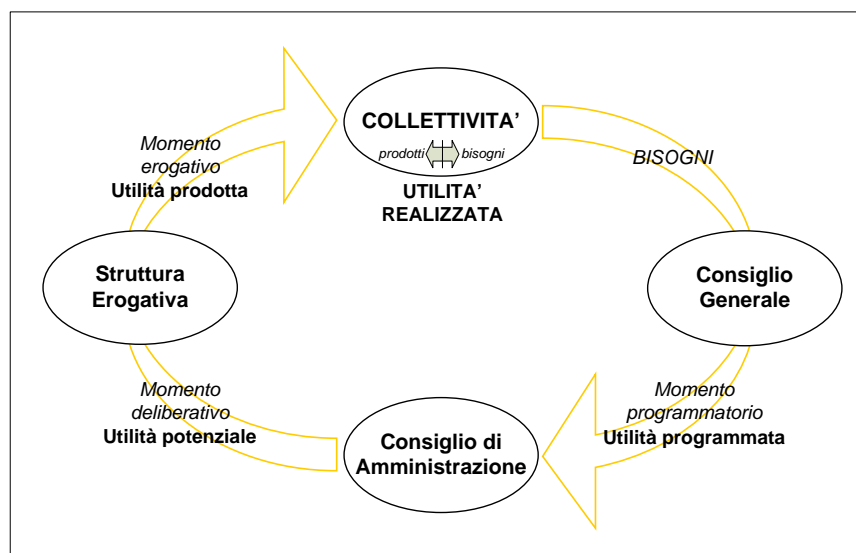 COLLETTIVITA’
prodotti bisogni
UTILITA’
REALIZZATA
BISOGNI
Consiglio
Generale
Momento
programmatorio
Utilità programmata
Consiglio di
Amministrazione
Momento
deliberativo
Utilità potenziale
Struttura
Erogativa
Momento
erogativo
Utilità prodotta